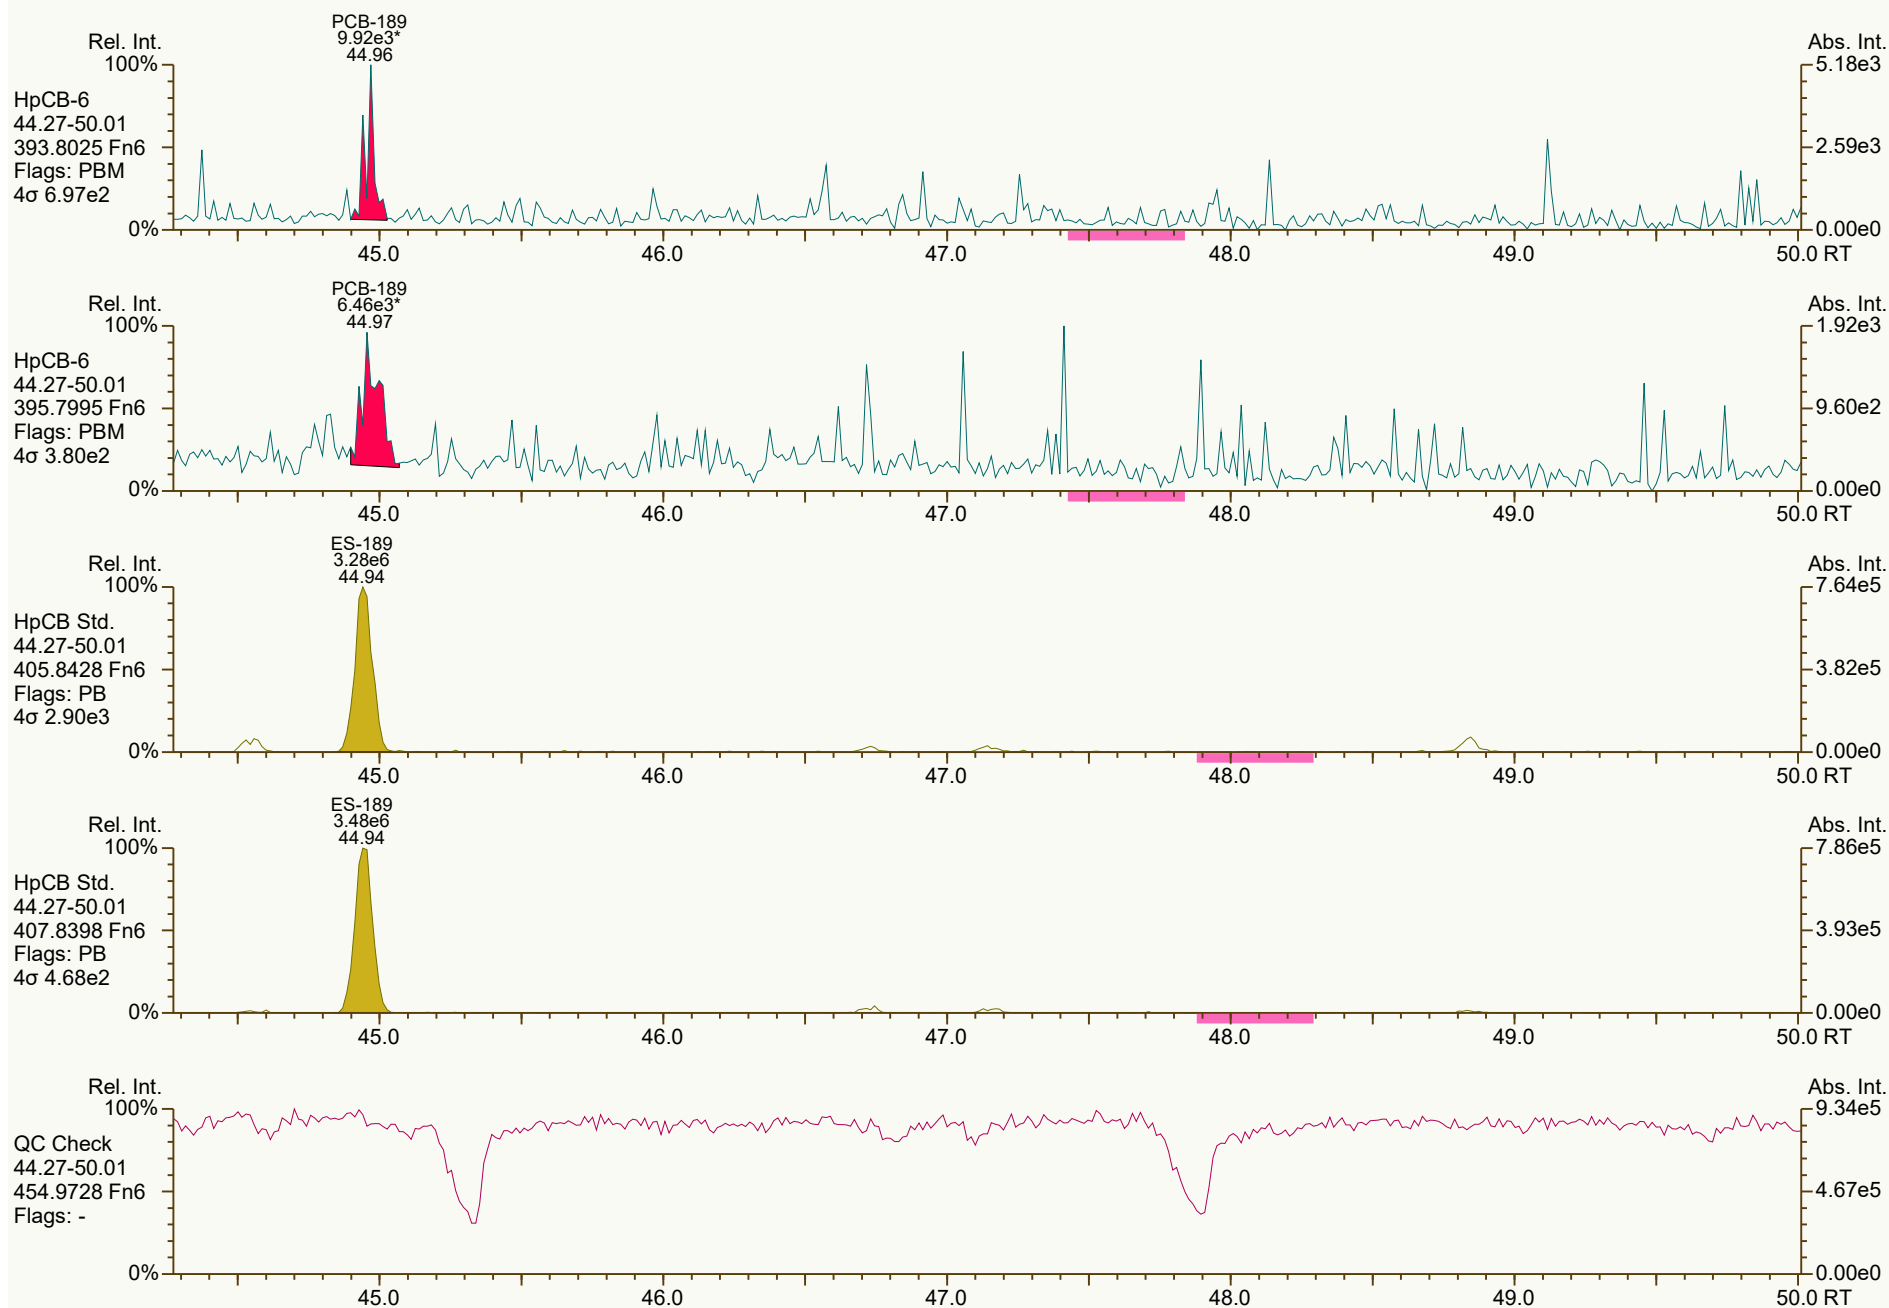 PCB-189
9.92e3*
44.96
Rel. Int.
Abs. Int.
100%
5.18e3
HpCB-6
44.27-50.01
393.8025 Fn6
2.59e3
Flags: PBM
4σ 6.97e2
0%
0.00e0
45.0 46.0 47.0 48.0 49.0 50.0 RT
PCB-189
6.46e3*
44.97
Rel. Int.
Abs. Int.
100%
1.92e3
HpCB-6
44.27-50.01
395.7995 Fn6
9.60e2
Flags: PBM
4σ 3.80e2
0%
0.00e0
45.0 46.0 47.0 48.0 49.0 50.0 RT
ES-189
3.28e6
44.94
Rel. Int.
Abs. Int.
100%
7.64e5
HpCB Std.
44.27-50.01
405.8428 Fn6
3.82e5
Flags: PB
4σ 2.90e3
0%
0.00e0
45.0 46.0 47.0 48.0 49.0 50.0 RT
ES-189
3.48e6
44.94
Rel. Int.
Abs. Int.
100%
7.86e5
HpCB Std.
44.27-50.01
407.8398 Fn6
3.93e5
Flags: PB
4σ 4.68e2
0%
0.00e0
45.0 46.0 47.0 48.0 49.0 50.0 RT
Rel. Int.
Abs. Int.
100%
9.34e5
QC Check
44.27-50.01
454.9728 Fn6
4.67e5
Flags: -
0%
0.00e0
45.0 46.0 47.0 48.0 49.0 50.0 RT